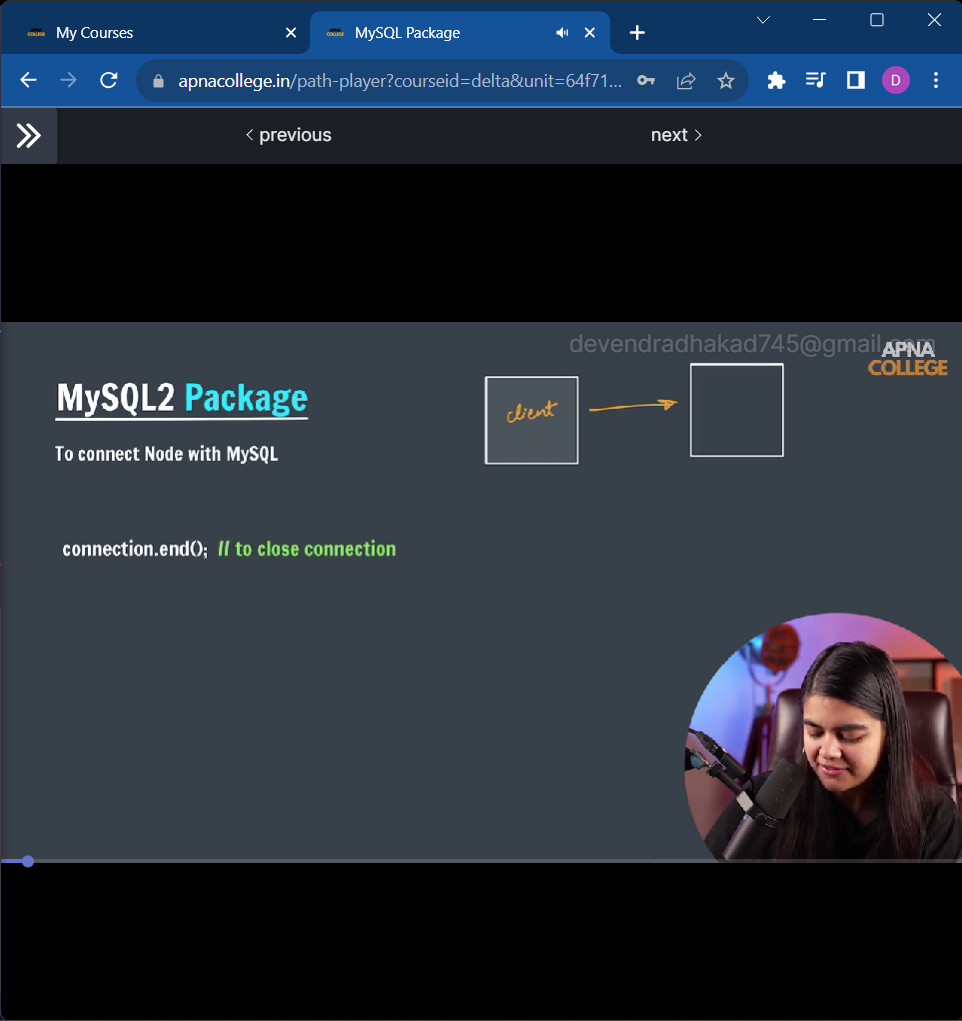 My Courses
MySQL Package
apnacollege.in/path-player?courseid=delta&unit=64f71...
D
previous
next
devendradhakad745@gmail.com
APNA
COLLEGE
MySQL2 Package
client
To connect Node with MySQL
connection.end(); // to close connection